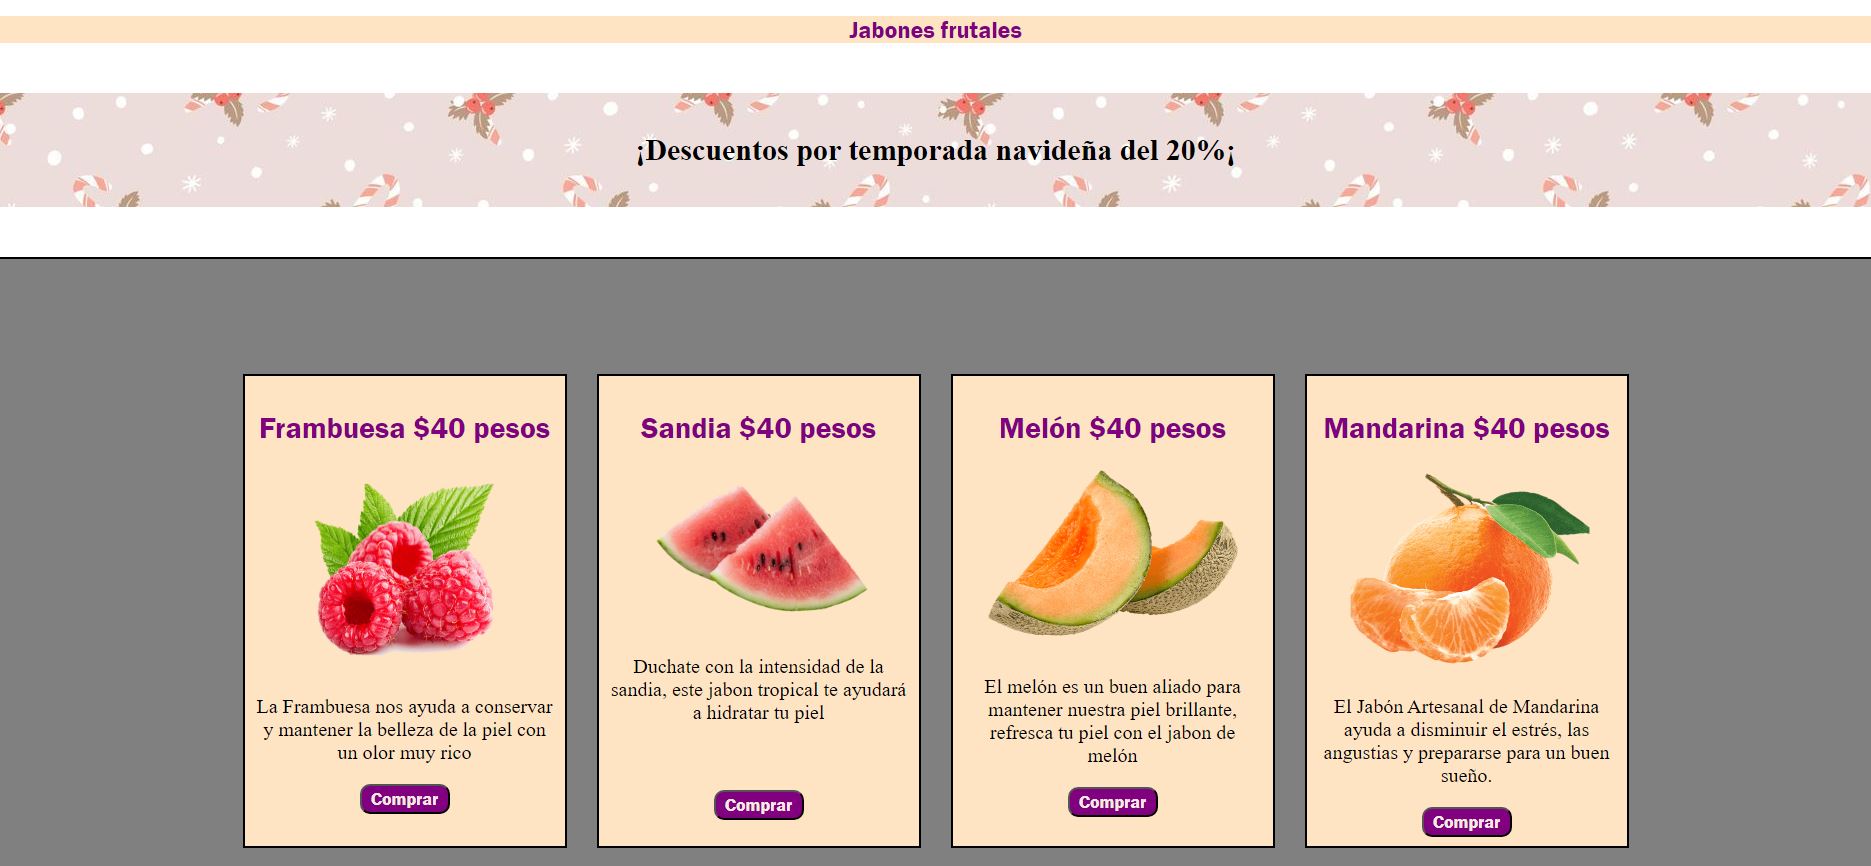 Jabones frutales
¡Descuentos por temporada navideña del 20%¡
Frambuesa $40 pesos
La Frambuesa nos ayuda a conservar
y mantener la belleza de la piel con
un olor muy rico
Comprar
Sandia $40 pesos
Duchate con la intensidad de la
sandia, este jabon tropical te ayudará
a hidratar tu piel
Comprar
Melón $40 pesos
El melón es un buen aliado para
mantener nuestra piel brillante,
refresca tu piel con el jabon de
melón
Comprar
Mandarina $40 pesos
El Jabón Artesanal de Mandarina
ayuda a disminuir el estrés, las
angustias y prepararse para un buen
sueño.
Comprar